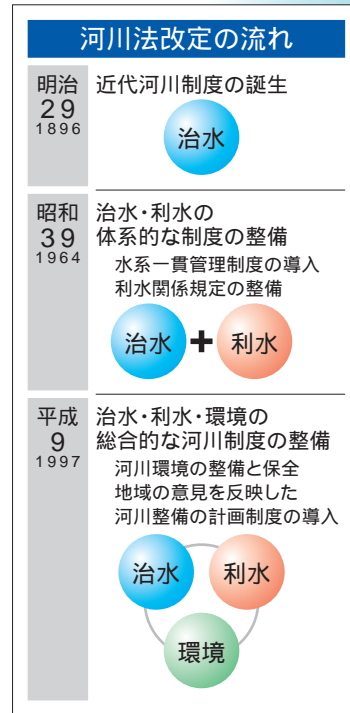 河川法改定の流れ
明治
29
1896
近代河川制度の誕生
治水
昭和
39
1964
治水・利水の
体系的な制度の整備
水系一貫管理制度の導入
利水関係規定の整備
治水+利水
平成
9
1997
治水・利水・環境の
総合的な河川制度の整備
河川環境の整備と保全
地域の意見を反映した
河川整備の計画制度の導入
治水 利水
環境